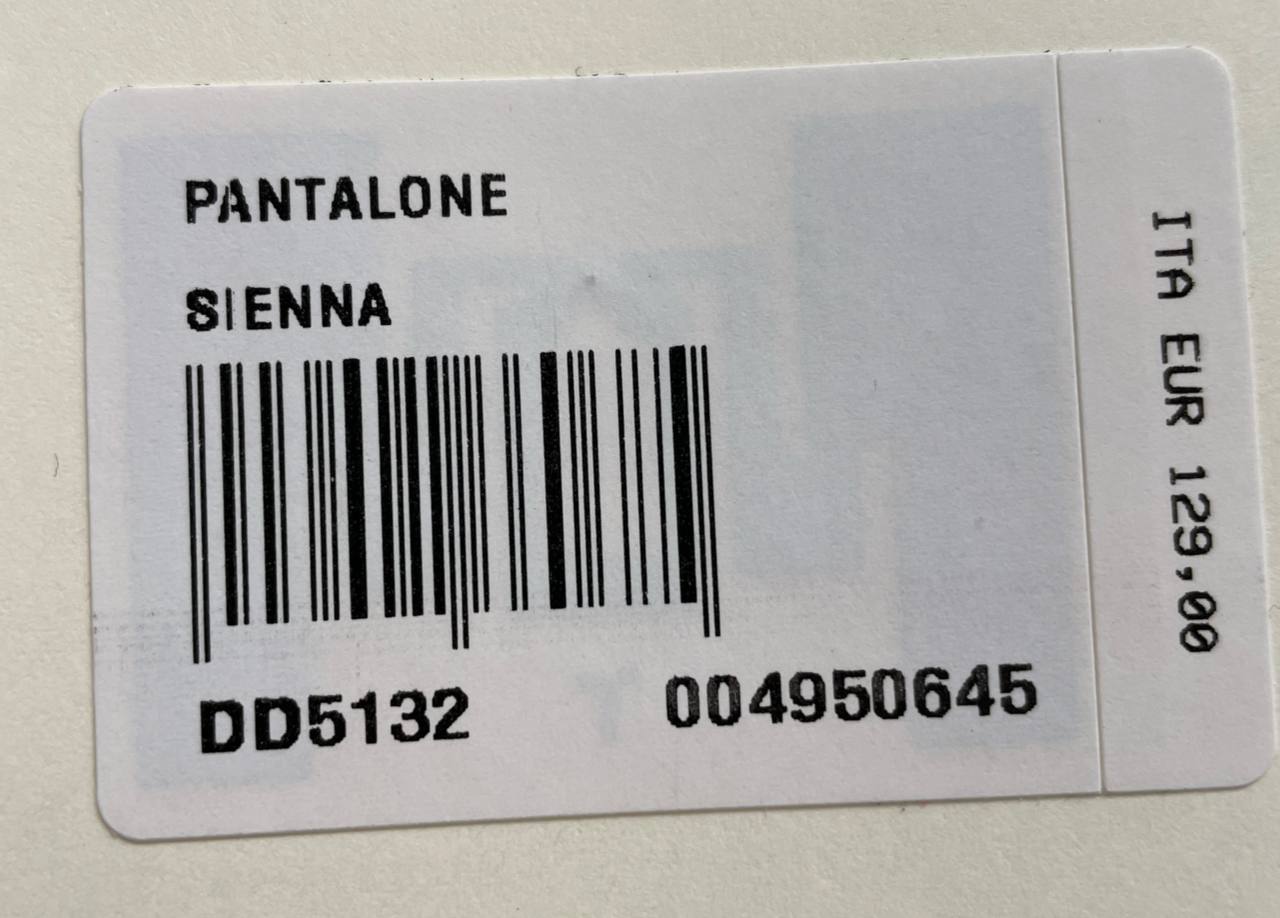 PANTALONE
SIENNA
DD5132 004950645
ITA EUR 129,00